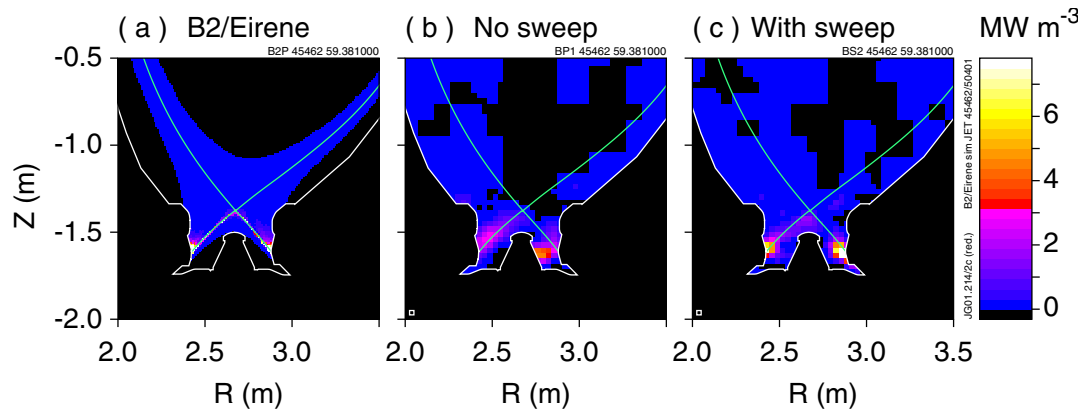 ( a ) B2/Eirene
( b ) No sweep
( c ) With sweep
MW m-3
B2P 45462 59.381000
BP1 45462 59.381000
BS2 45462 59.381000
-0.5
-1.0
-1.5
-2.0
Z (m)
2.0 2.5 3.0
2.0 2.5 3.0
2.0 2.5 3.0 3.5
R (m)
R (m)
R (m)
6
4
3
2
0
B2/Eirene sim JET 45462/50401
JG01.214/2c (red.)